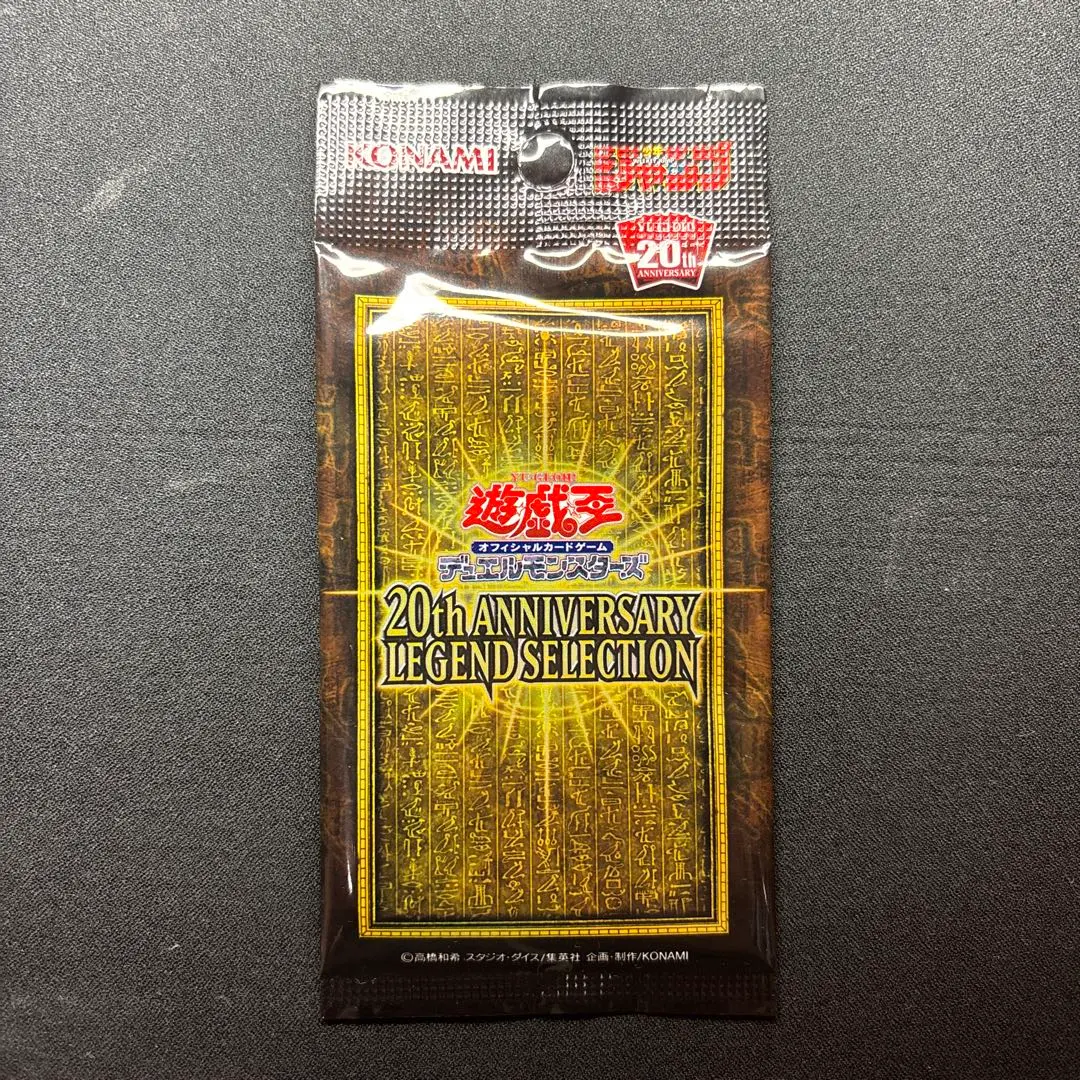 KONAMI
ジャンプ
YU-GI-OH!
20th
ANNIVERSARY
YU-GI-OH!
遊戯王
オフィシャルカードゲーム
デュエルモンスターズ
20th ANNIVERSARY
LEGEND SELECTION
©高橋和希 スタジオ・ダイス/集英社 企画・制作/KONAMI